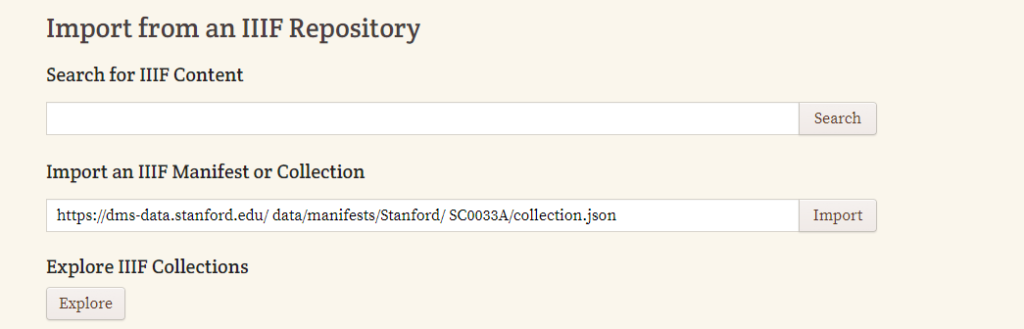 Import from an IIIF Repository
Search for IIIF Content
Search
Import an IIIF Manifest or Collection
https://dms-data.stanford.edu/ data/manifests/Stanford/ SC0033A/collection.json
Import
Explore IIIF Collections
Explore